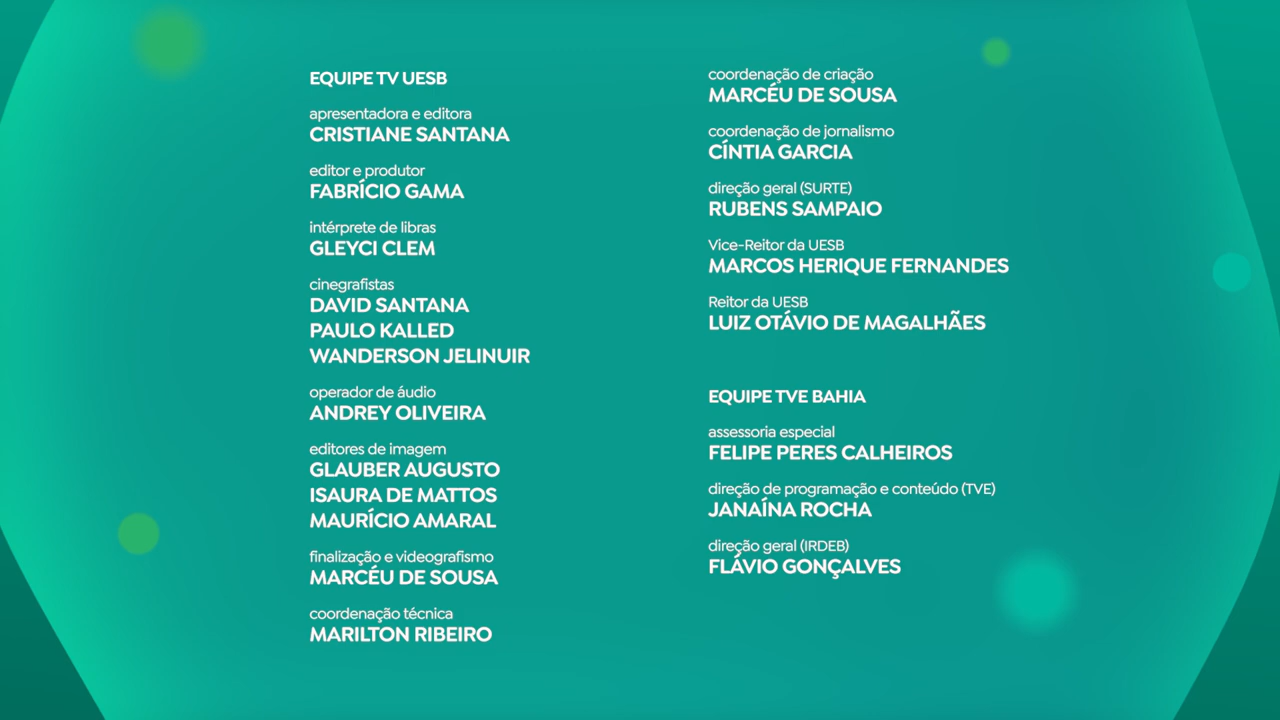 EQUIPE TV UESB
apresentadora e editora
CRISTIANE SANTANA
editor e produtor
FABRÍCIO GAMA
intérprete de libras
GLEYCI CLEM
cinegrafistas
DAVID SANTANA
PAULO KALLED
WANDERSON JELINUIR
operador de áudio
ANDREY OLIVEIRA
editores de imagem
GLAUBER AUGUSTO
ISAURA DE MATTOS
MAURÍCIO AMARAL
finalização e videografismo
MARCÉU DE SOUSA
coordenação técnica
MARILTON RIBEIRO
coordenação de criação
MARCÉU DE SOUSA
coordenação de jornalismo
CÍNTIA GARCIA
direção geral (SURTE)
RUBENS SAMPAIO
Vice-Reitor da UESB
MARCOS HERIQUE FERNANDES
Reitor da UESB
LUIZ OTÁVIO DE MAGALHÃES
EQUIPE TVE BAHIA
assessoria especial
FELIPE PERES CALHEIROS
direção de programação e conteúdo (TVE)
JANAÍNA ROCHA
direção geral (IRDEB)
FLÁVIO GONÇALVES